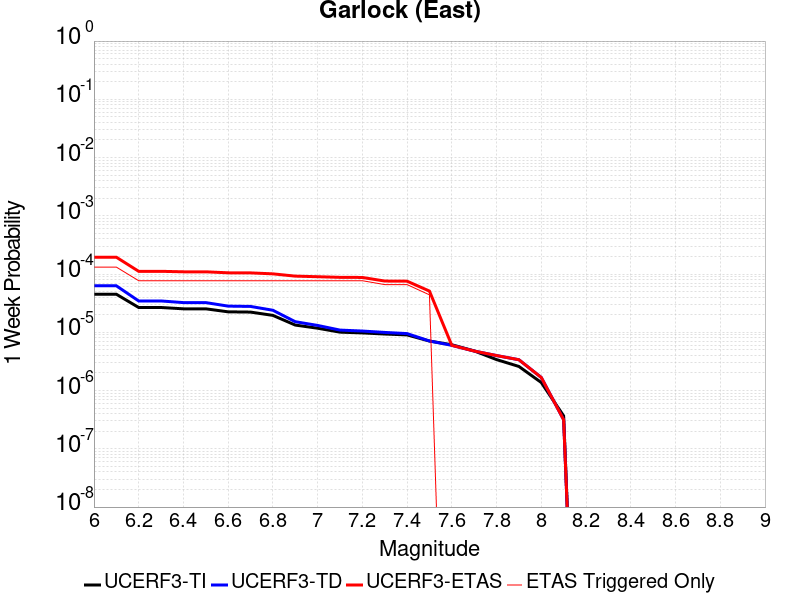 Garlock (East)
10^0
10^-1
10^-2
10^-3
10^-4
10^-5
10^-6
10^-7
10^-8
1 Week Probability
6 6.2 6.4 6.6 6.8 7 7.2 7.4 7.6 7.8 8 8.2 8.4 8.6 8.8 9
Magnitude
UCERF3-TI UCERF3-TD UCERF3-ETAS ETAS Triggered Only